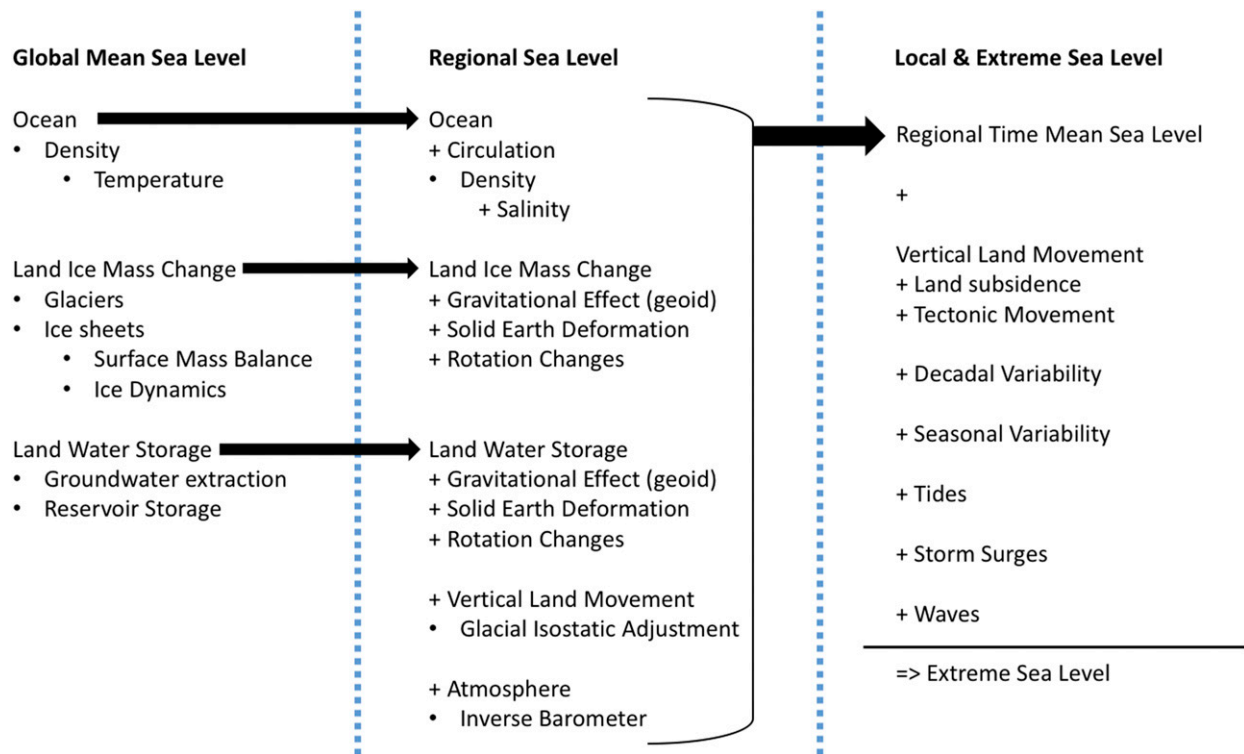 Global Mean Sea Level
Ocean
• Density
• Temperature
Land Ice Mass Change
• Glaciers
• Ice sheets
• Surface Mass Balance
• Ice Dynamics
Land Water Storage
• Groundwater extraction
• Reservoir Storage
Regional Sea Level
Ocean
+ Circulation
• Density
+ Salinity
Land Ice Mass Change
+ Gravitational Effect (geoid)
+ Solid Earth Deformation
+ Rotation Changes
Land Water Storage
+ Gravitational Effect (geoid)
+ Solid Earth Deformation
+ Rotation Changes
+ Vertical Land Movement
• Glacial Isostatic Adjustment
+ Atmosphere
• Inverse Barometer
Local & Extreme Sea Level
Regional Time Mean Sea Level
+
Vertical Land Movement
+ Land subsidence
+ Tectonic Movement
+ Decadal Variability
+ Seasonal Variability
+ Tides
+ Storm Surges
+ Waves
=> Extreme Sea Level